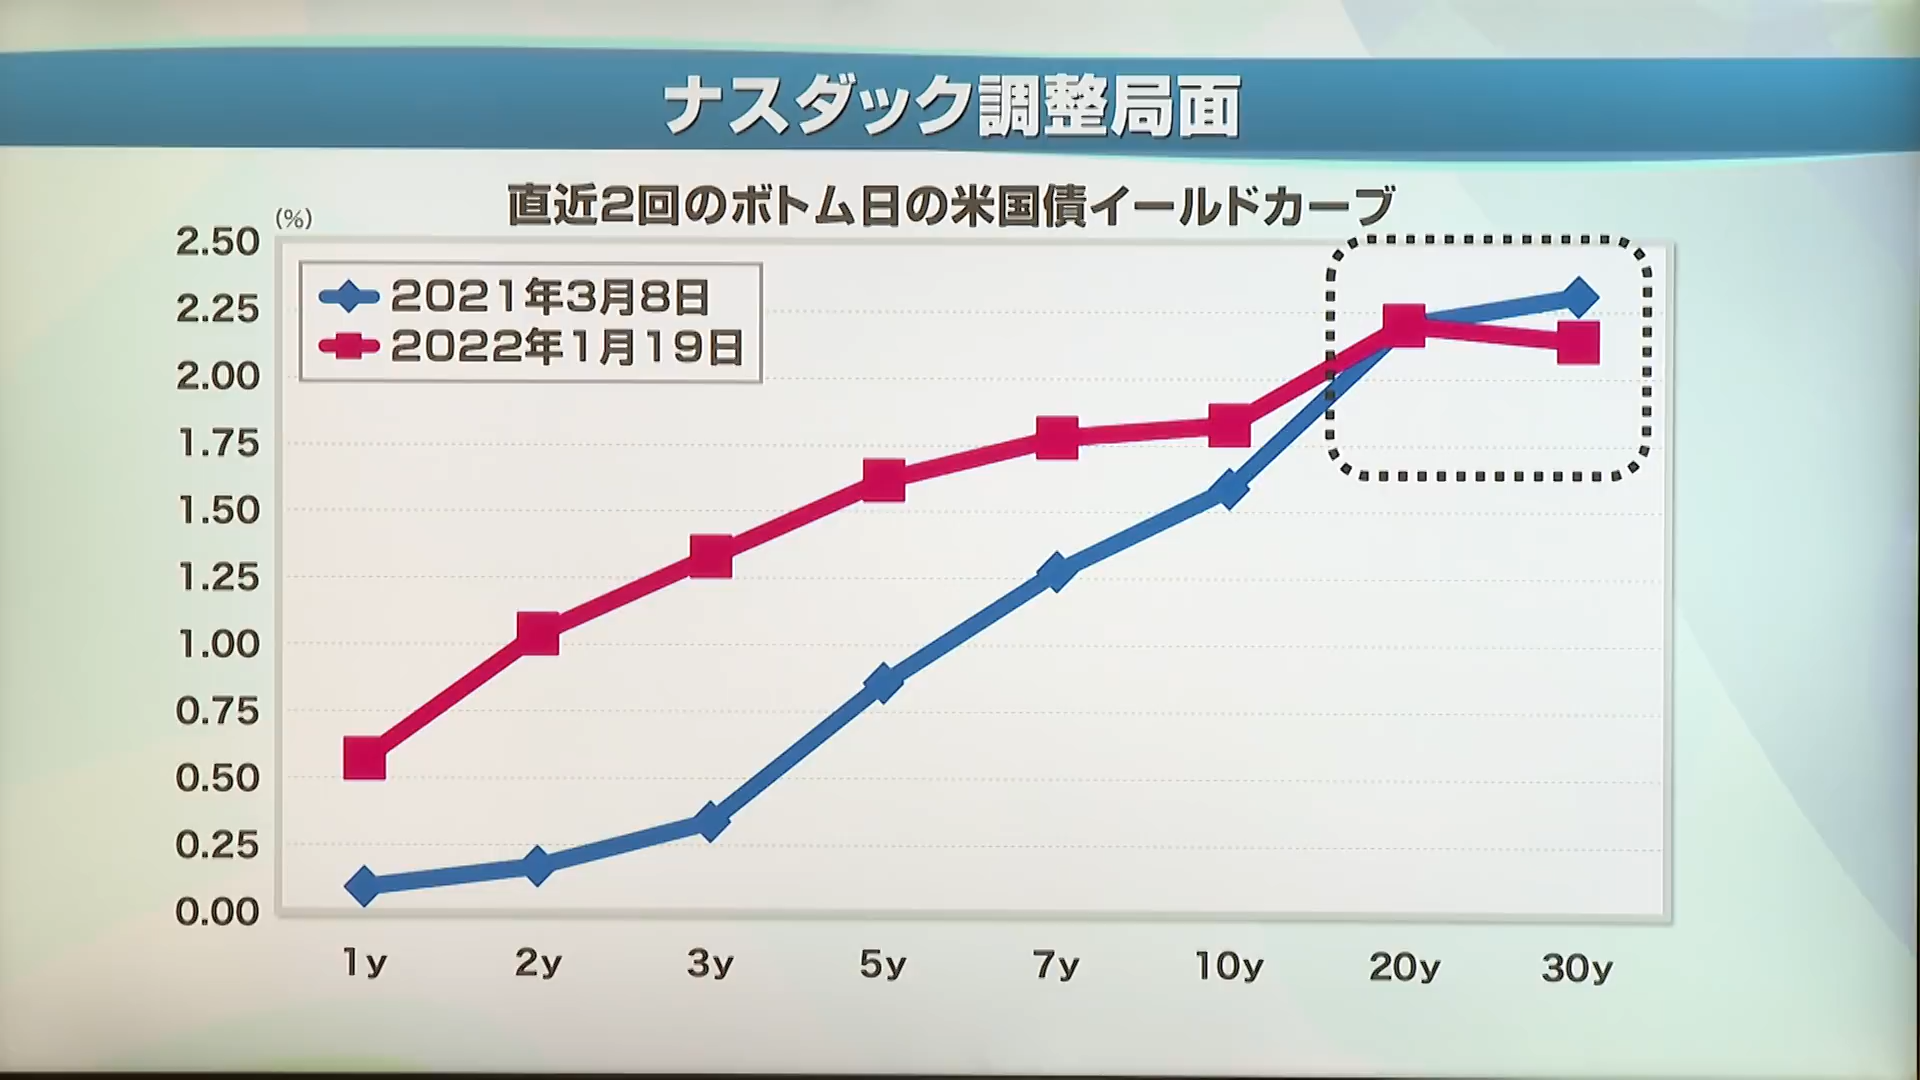 ナスダック調整局面
直近2回のボトム日の米国債イールドカーブ
(%)
2.50
2.25
2.00
1.75
1.50
1.25
1.00
0.75
0.50
0.25
0.00
2021年3月8日
2022年1月19日
1y
2y
3y
5y
7y
10y
20y
30y